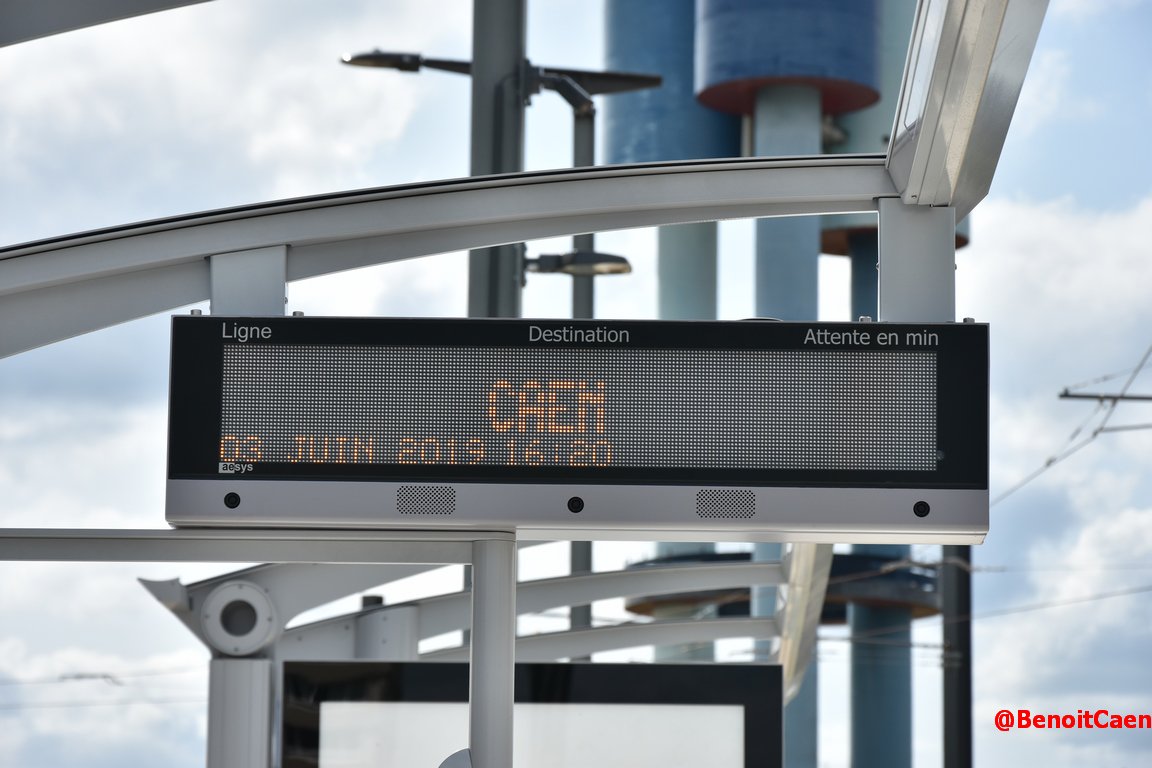 Ligne Destination Attente en min
CAEN
03 JUIN 2019 16:20
aesys
@BenoitCaen